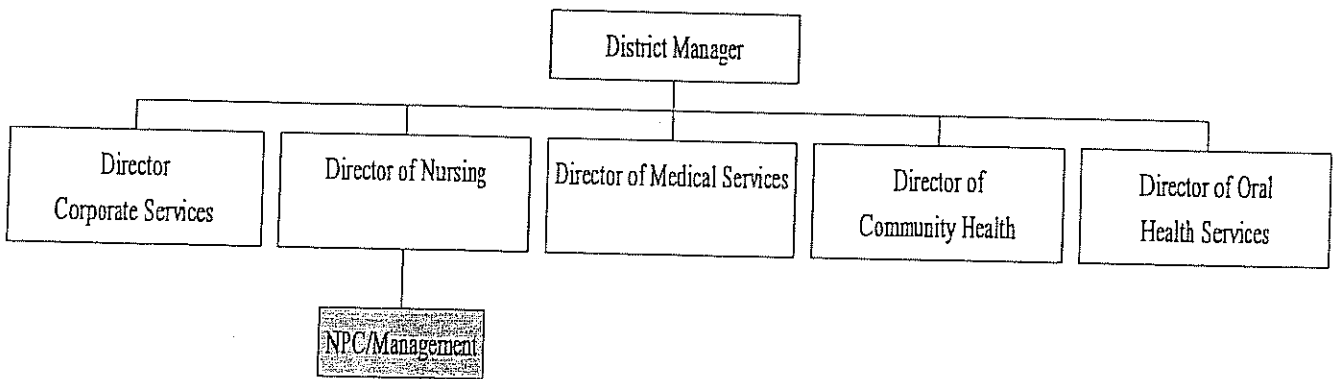 District Manager
Director
Corporate Services
Director of Nursing
Director of Medical Services
Director of
Community Health
Director of Oral
Health Services
NPC/Management